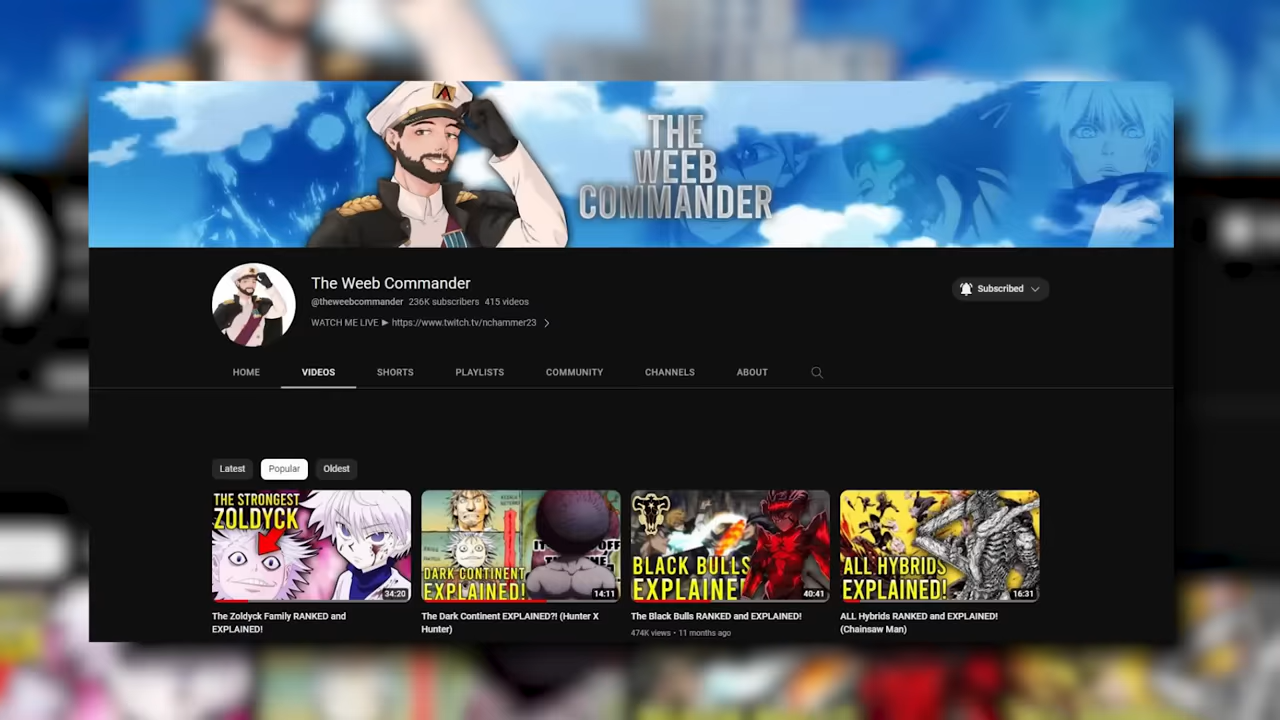 THE
WEEB
COMMANDER
The Weeb Commander
@theweebcommander 236K subscribers 415 videos
WATCH ME LIVE ► https://www.twitch.tv/nchammer23
Subscribed
HOME VIDEOS SHORTS PLAYLISTS COMMUNITY CHANNELS ABOUT
Latest Popular Oldest
THE STRONGEST
ZOLDYCK
34:20
DARK CONTINENT
EXPLAINED!
14:11
BLACK BULLS
EXPLAINE
40:41
ALL HYBRIDS
EXPLAINED!
16:31
The Zoldyck Family RANKED and
EXPLAINED!
The Dark Continent EXPLAINED?! (Hunter X
Hunter)
The Black Bulls RANKED and EXPLAINED!
474K views • 11 months ago
ALL Hybrids RANKED and EXPLAINED!
(Chainsaw Man)